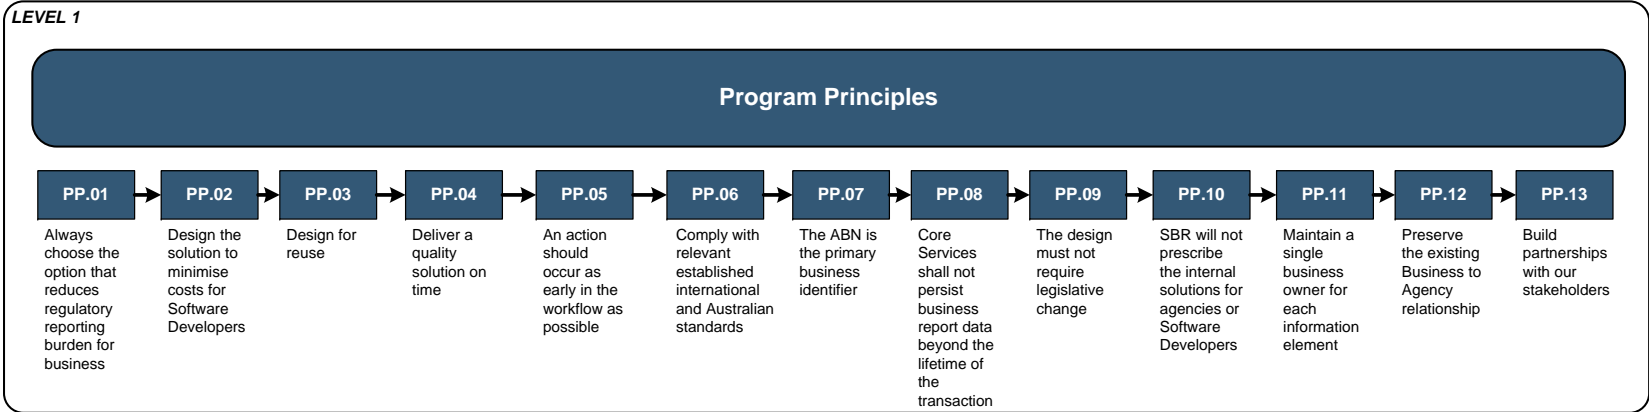 LEVEL 1
Program Principles
PP.01
Always
choose the
option that
reduces
regulatory
reporting
burden for
business
PP.02
Design the
solution to
minimise
costs for
Software
Developers
PP.03
Design for
reuse
PP.04
Deliver a
quality
solution on
time
PP.05
An action
should
occur as
early in the
workflow as
possible
PP.06
Comply with
relevant
established
international
and Australian
standards
PP.07
The ABN is
the primary
business
identifier
PP.08
Core
Services
shall not
persist
business
report data
beyond the
lifetime of
the
transaction
PP.09
The design
must not
require
legislative
change
PP.10
SBR will not
prescribe
the internal
solutions for
agencies or
Software
Developers
PP.11
Maintain a
single
business
owner for
each
information
element
PP.12
Preserve
the existing
Business to
Agency
relationship
PP.13
Build
partnerships
with our
stakeholders